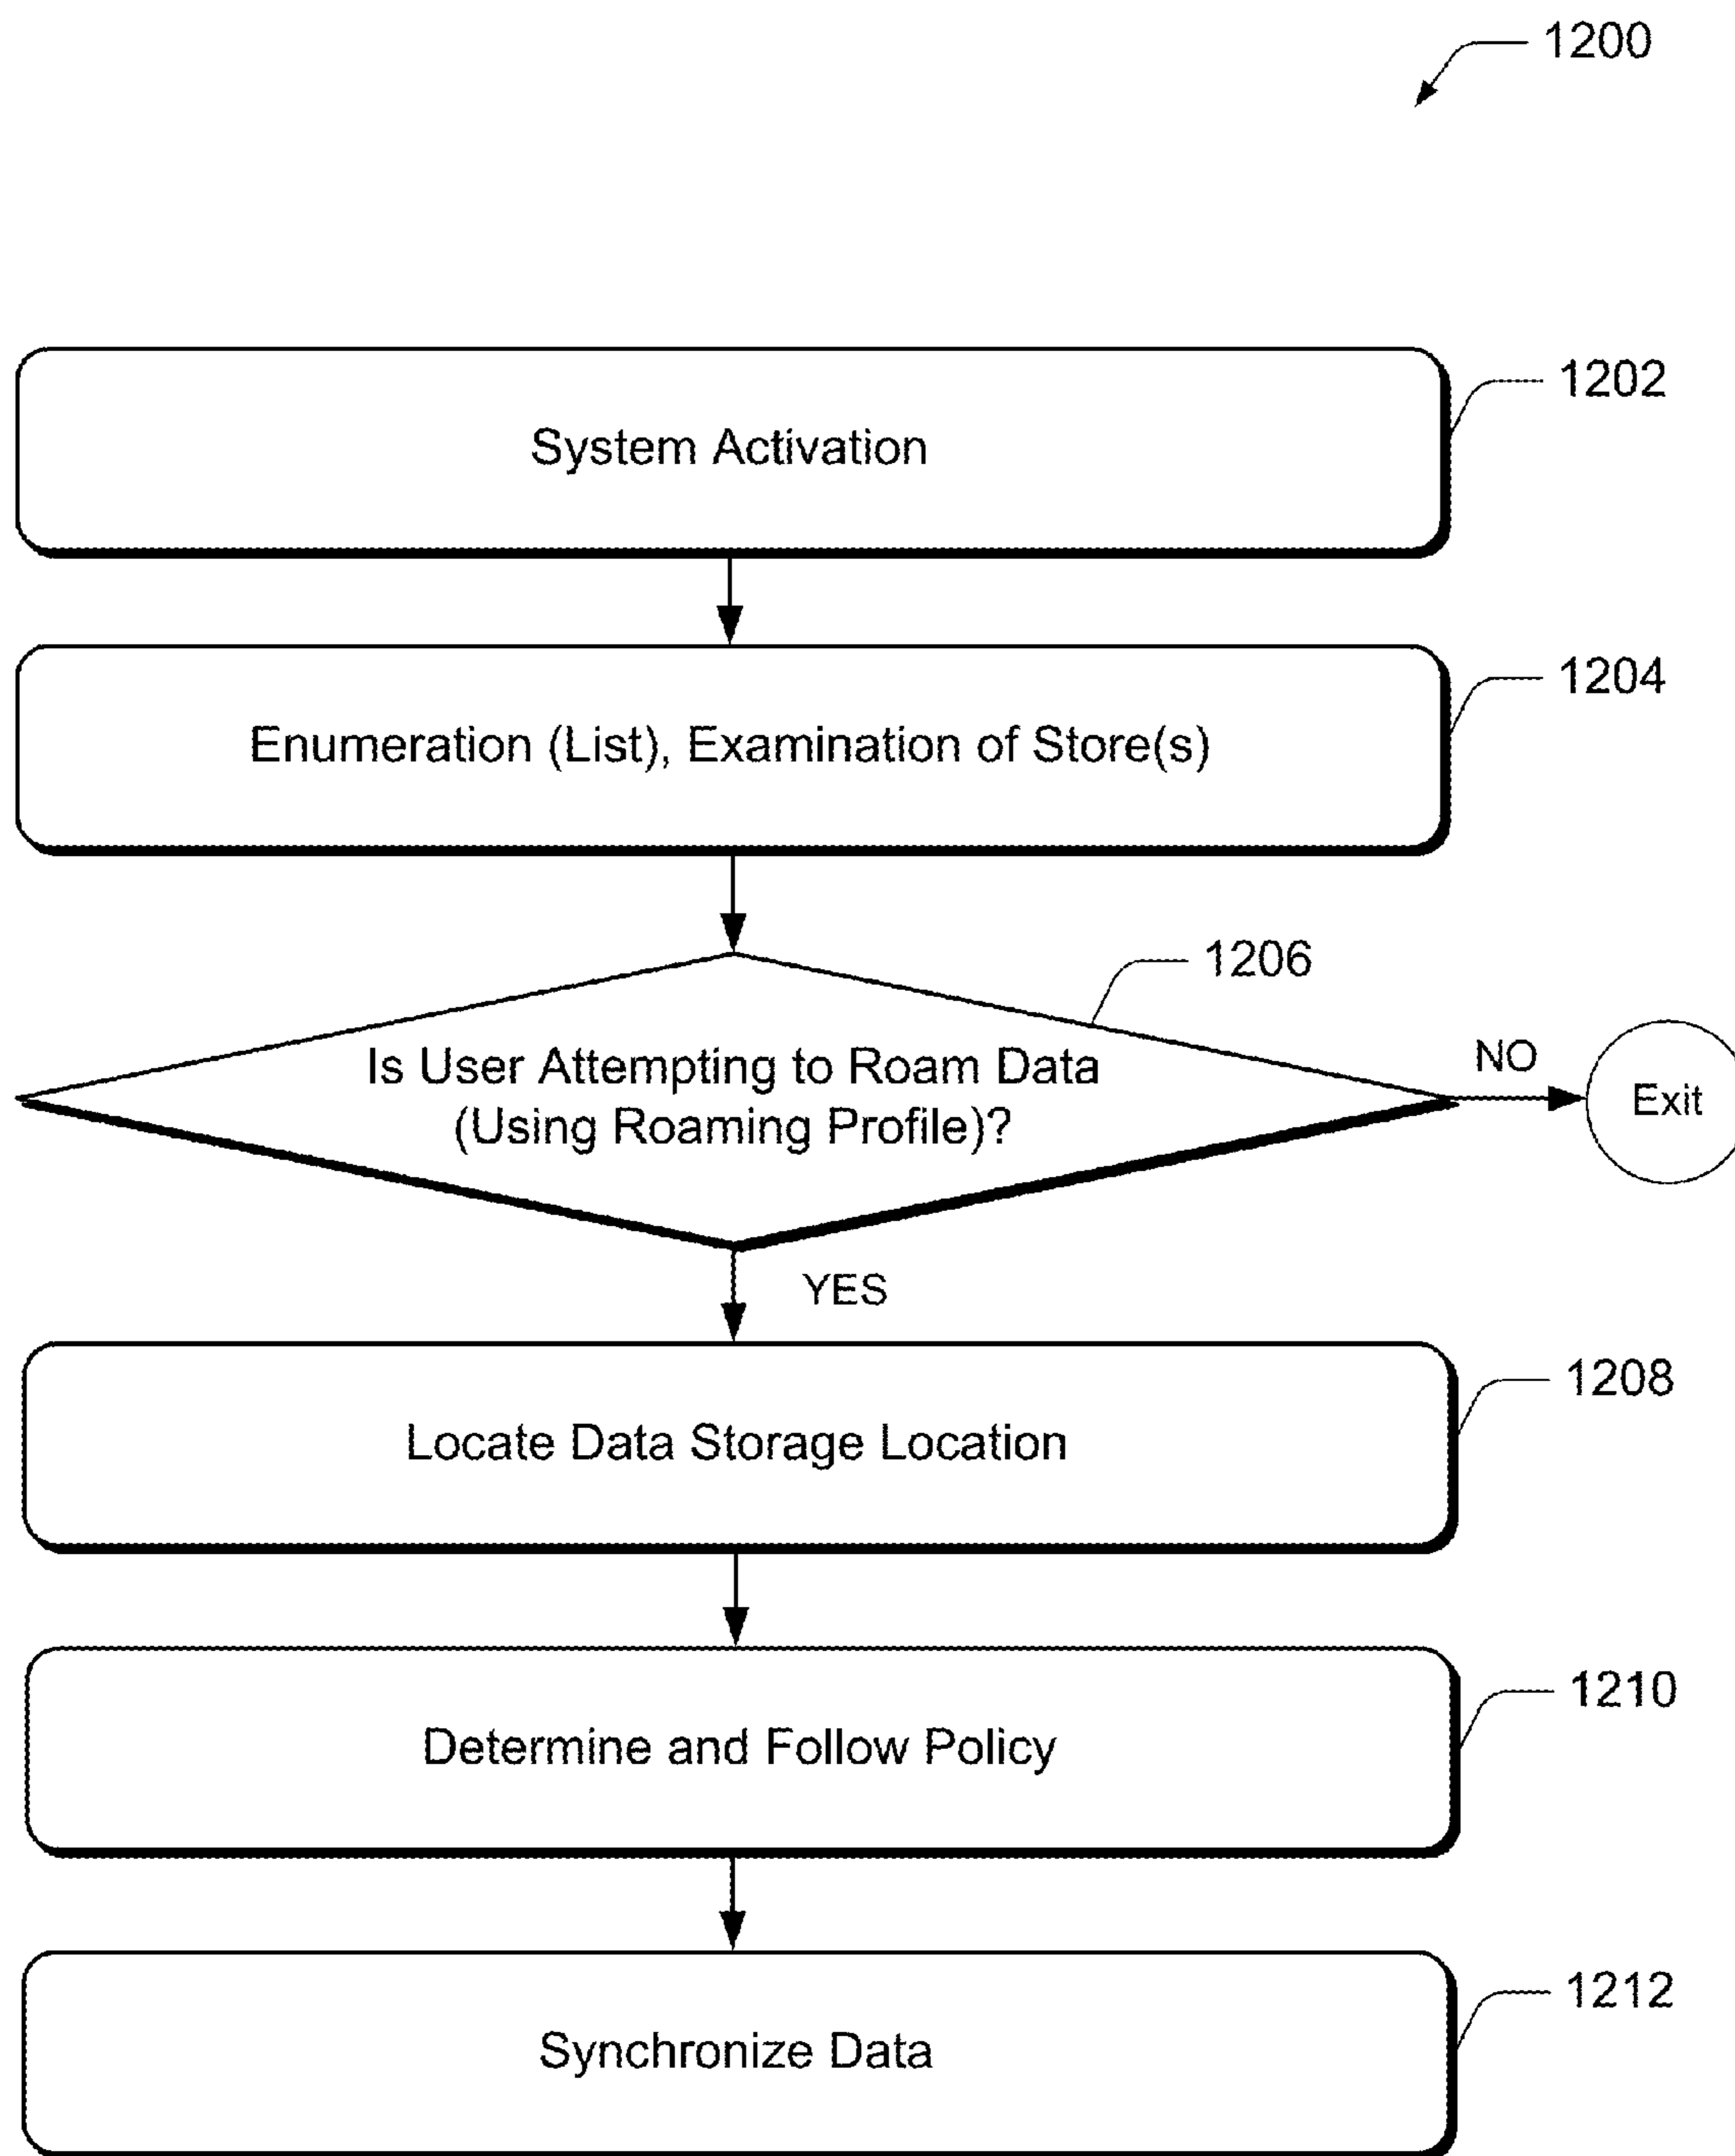 1200
System Activation
1202
Enumeration (List), Examination of Store(s)
1204
1206
Is User Attempting to Roam Data
(Using Roaming Profile)?
NO
Exit
YES
Locate Data Storage Location
1208
Determine and Follow Policy
1210
Synchronize Data
1212